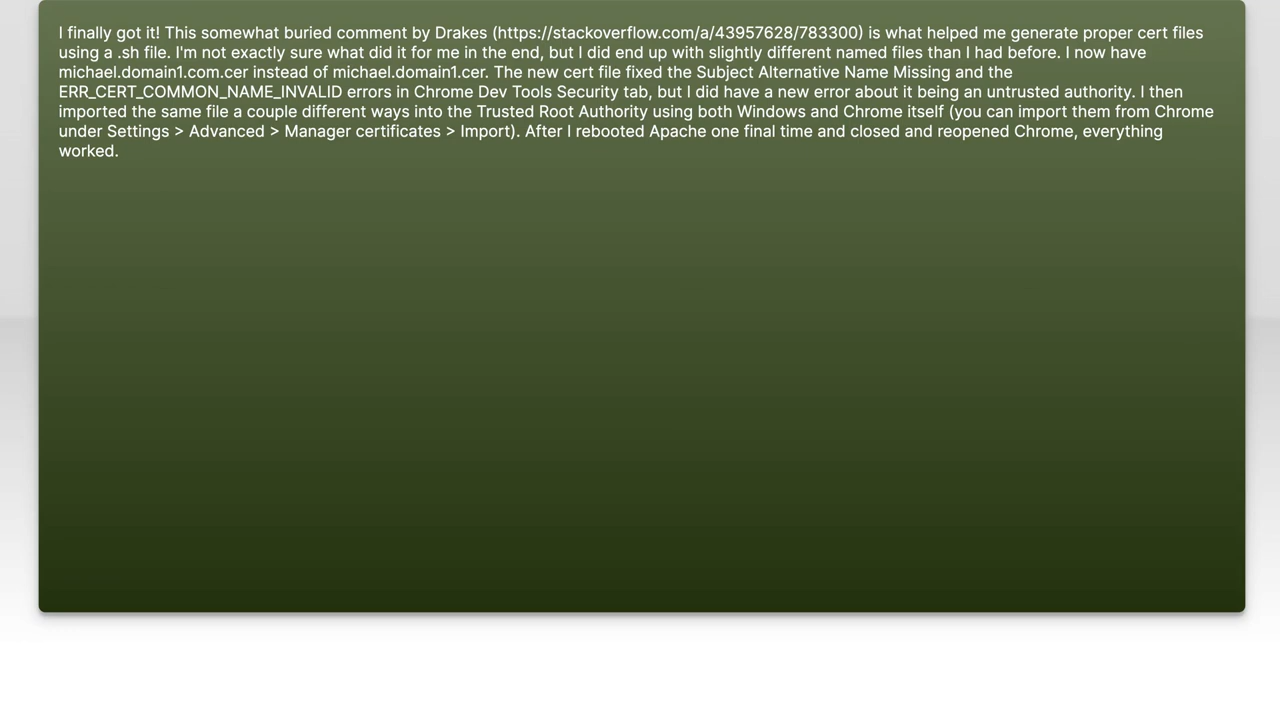 I finally got it! This somewhat buried comment by Drakes (https://stackoverflow.com/a/43957628/783300) is what helped me generate proper cert files
using a .sh file. I'm not exactly sure what did it for me in the end, but I did end up with slightly different named files than I had before. I now have
michael.domain1.com.cer instead of michael.domain1.cer. The new cert file fixed the Subject Alternative Name Missing and the
ERR_CERT_COMMON_NAME_INVALID errors in Chrome Dev Tools Security tab, but I did have a new error about it being an untrusted authority. I then
imported the same file a couple different ways into the Trusted Root Authority using both Windows and Chrome itself (you can import them from Chrome
under Settings > Advanced > Manager certificates > Import). After I rebooted Apache one final time and closed and reopened Chrome, everything
worked.